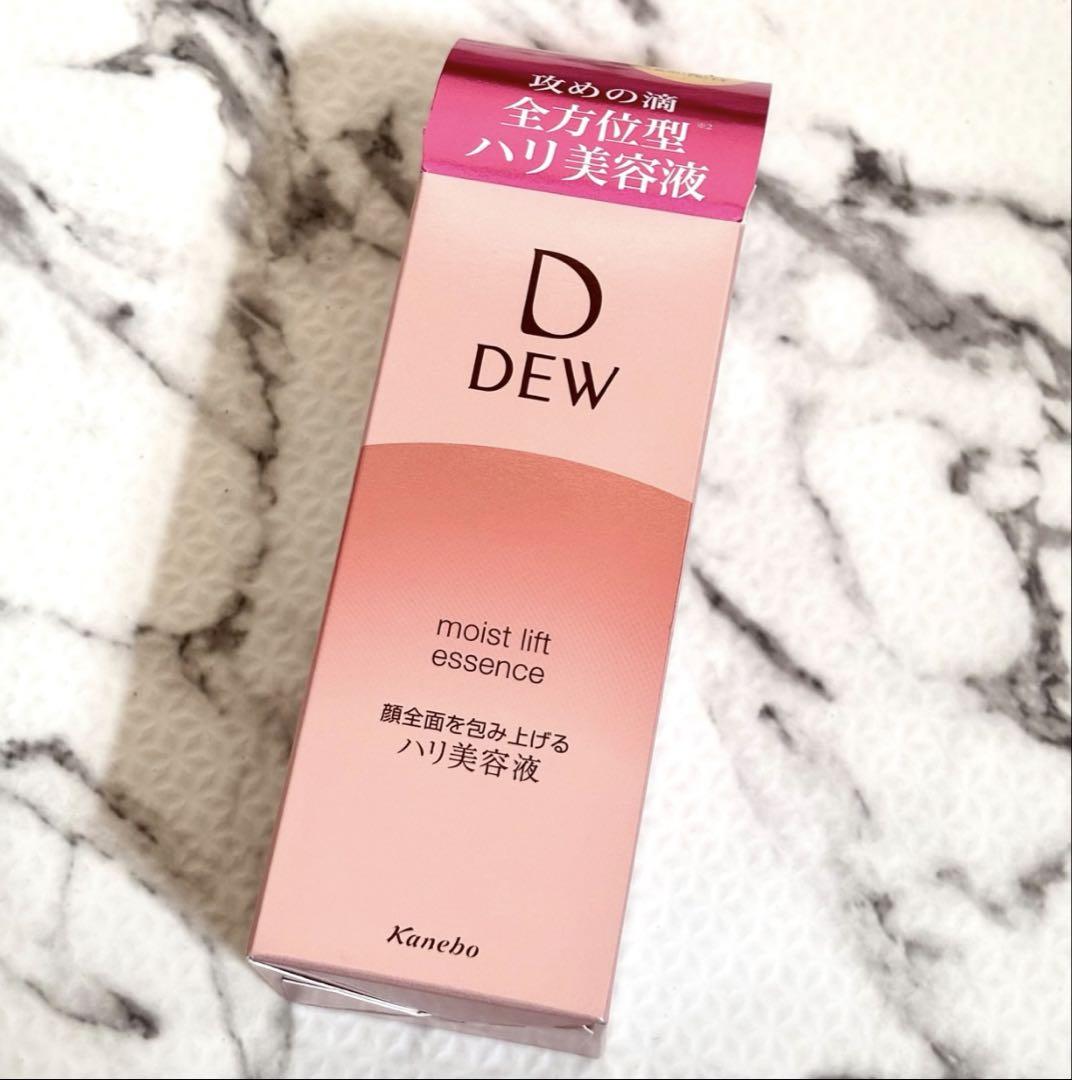 攻めの滴
全方位型※2
ハリ美容液
D
DEW
moist lift
essence
顔全面を包み上げる
ハリ美容液
Kanebo